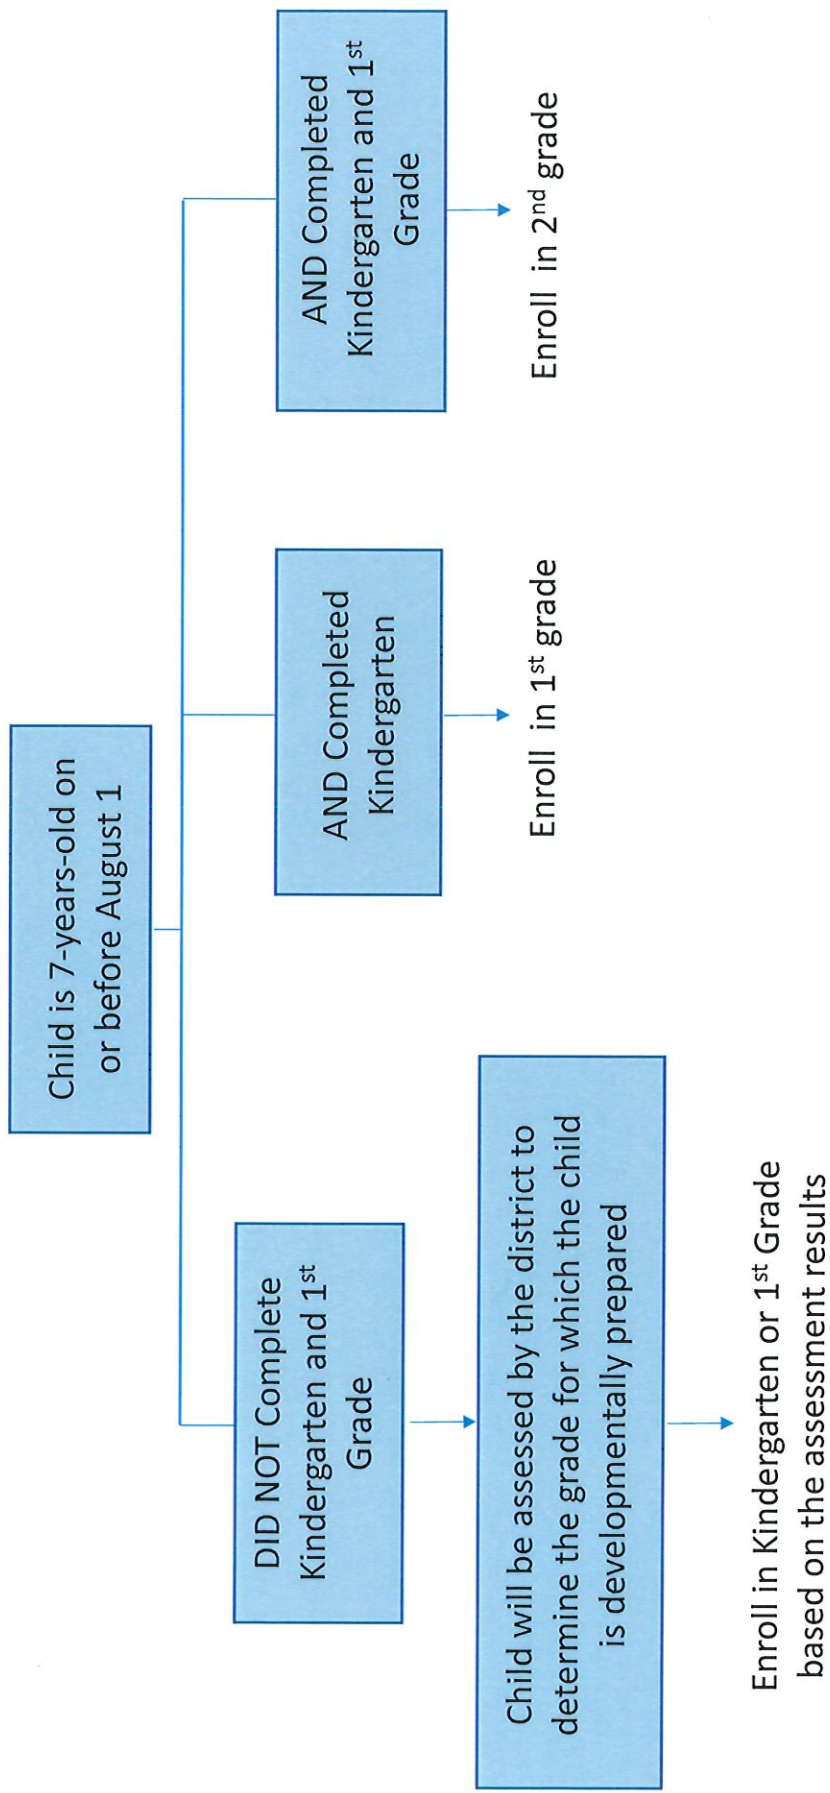 Child is 7-years-old on
or before August 1
DID NOT Complete
Kindergarten and 1st
Grade
AND Completed
Kindergarten
AND Completed
Kindergarten and 1st
Grade
Child will be assessed by the district to
determine the grade for which the child
is developmentally prepared
Enroll in 1st grade
Enroll in 2nd grade
Enroll in Kindergarten or 1st Grade
based on the assessment results